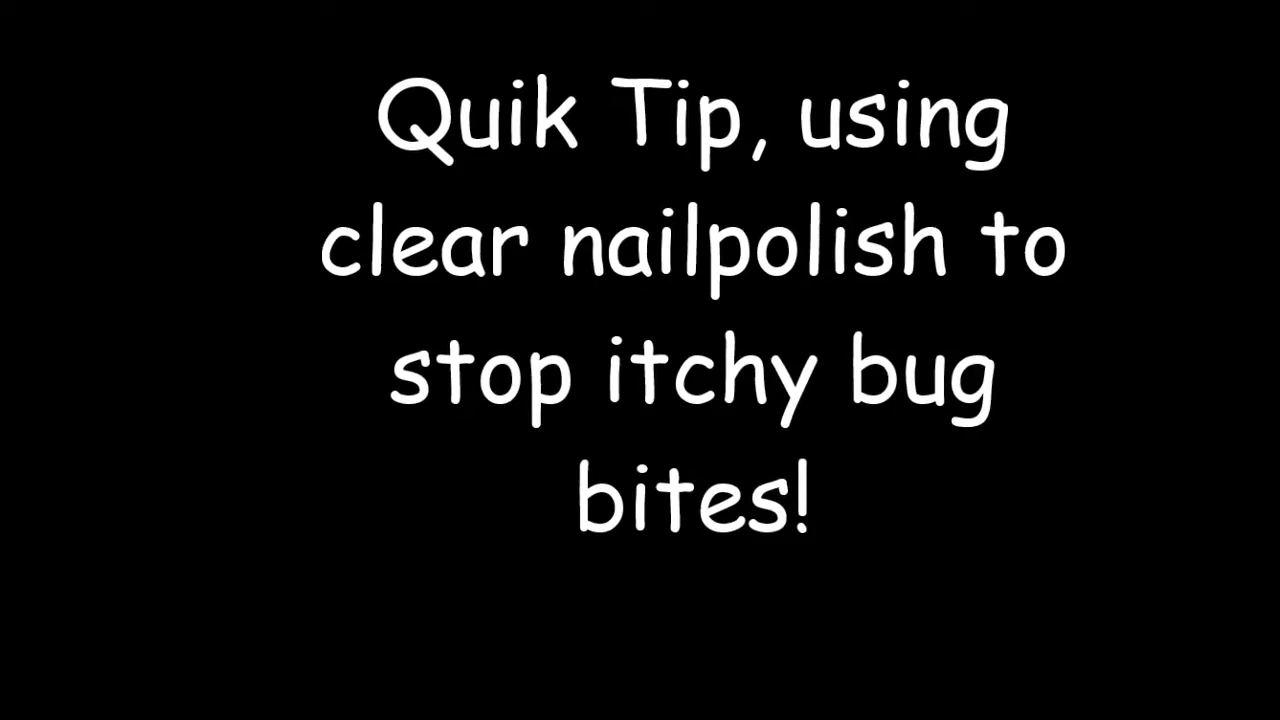 Quik Tip, using
clear nailpolish to
stop itchy bug
bites!